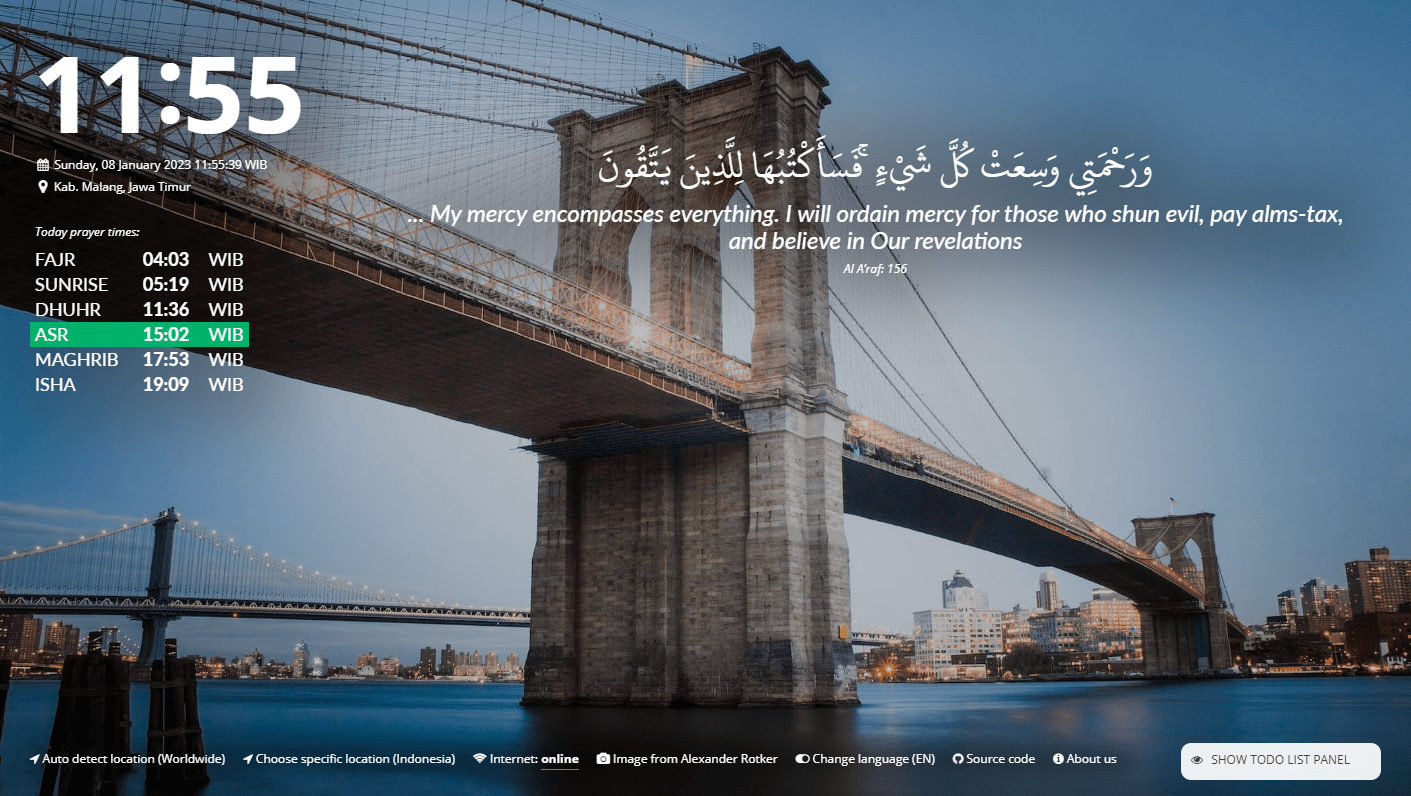 11:55
Sunday, 08 January 2023 11:55:39 WIB
Kab. Malang, Jawa Timur
Today prayer times:
FAJR 04:03 WIB
SUNRISE 05:19 WIB
DHUHR 11:36 WIB
ASR 15:02 WIB
MAGHRIB 17:53 WIB
ISHA 19:09 WIB
وَرَحْمَتِي وَسِعَتْ كُلَّ شَيْءٍ ۚ فَسَأَكْتُبُهَا لِلَّذِينَ يَتَّقُونَ
... My mercy encompasses everything. I will ordain mercy for those who shun evil, pay alms-tax,
and believe in Our revelations
Al A'raf: 156
Auto detect location (Worldwide) Choose specific location (Indonesia) Internet: online Image from Alexander Rotker Change language (EN) Source code About us
SHOW TODO LIST PANEL